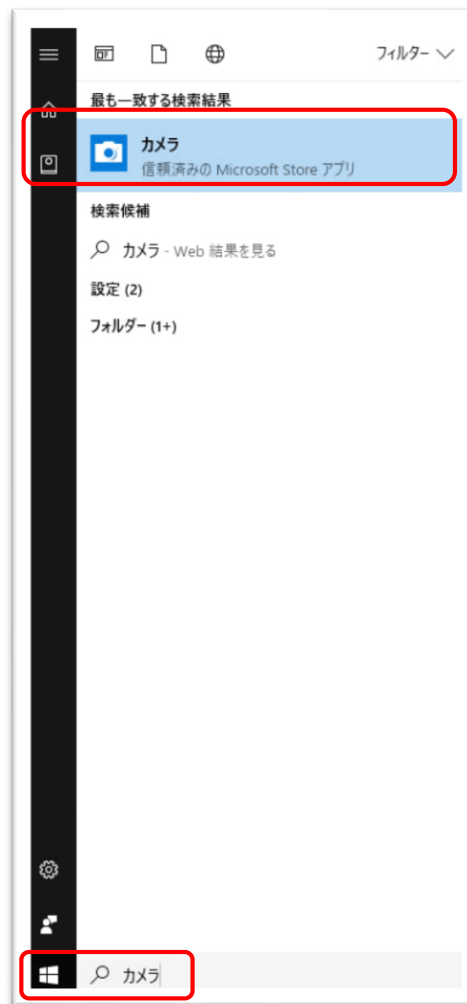 フィルター
最も一致する検索結果
カメラ
信頼済みの Microsoft Store アプリ
検索候補
カメラ - Web 結果を見る
設定 (2)
フォルダー (1+)
カメラ